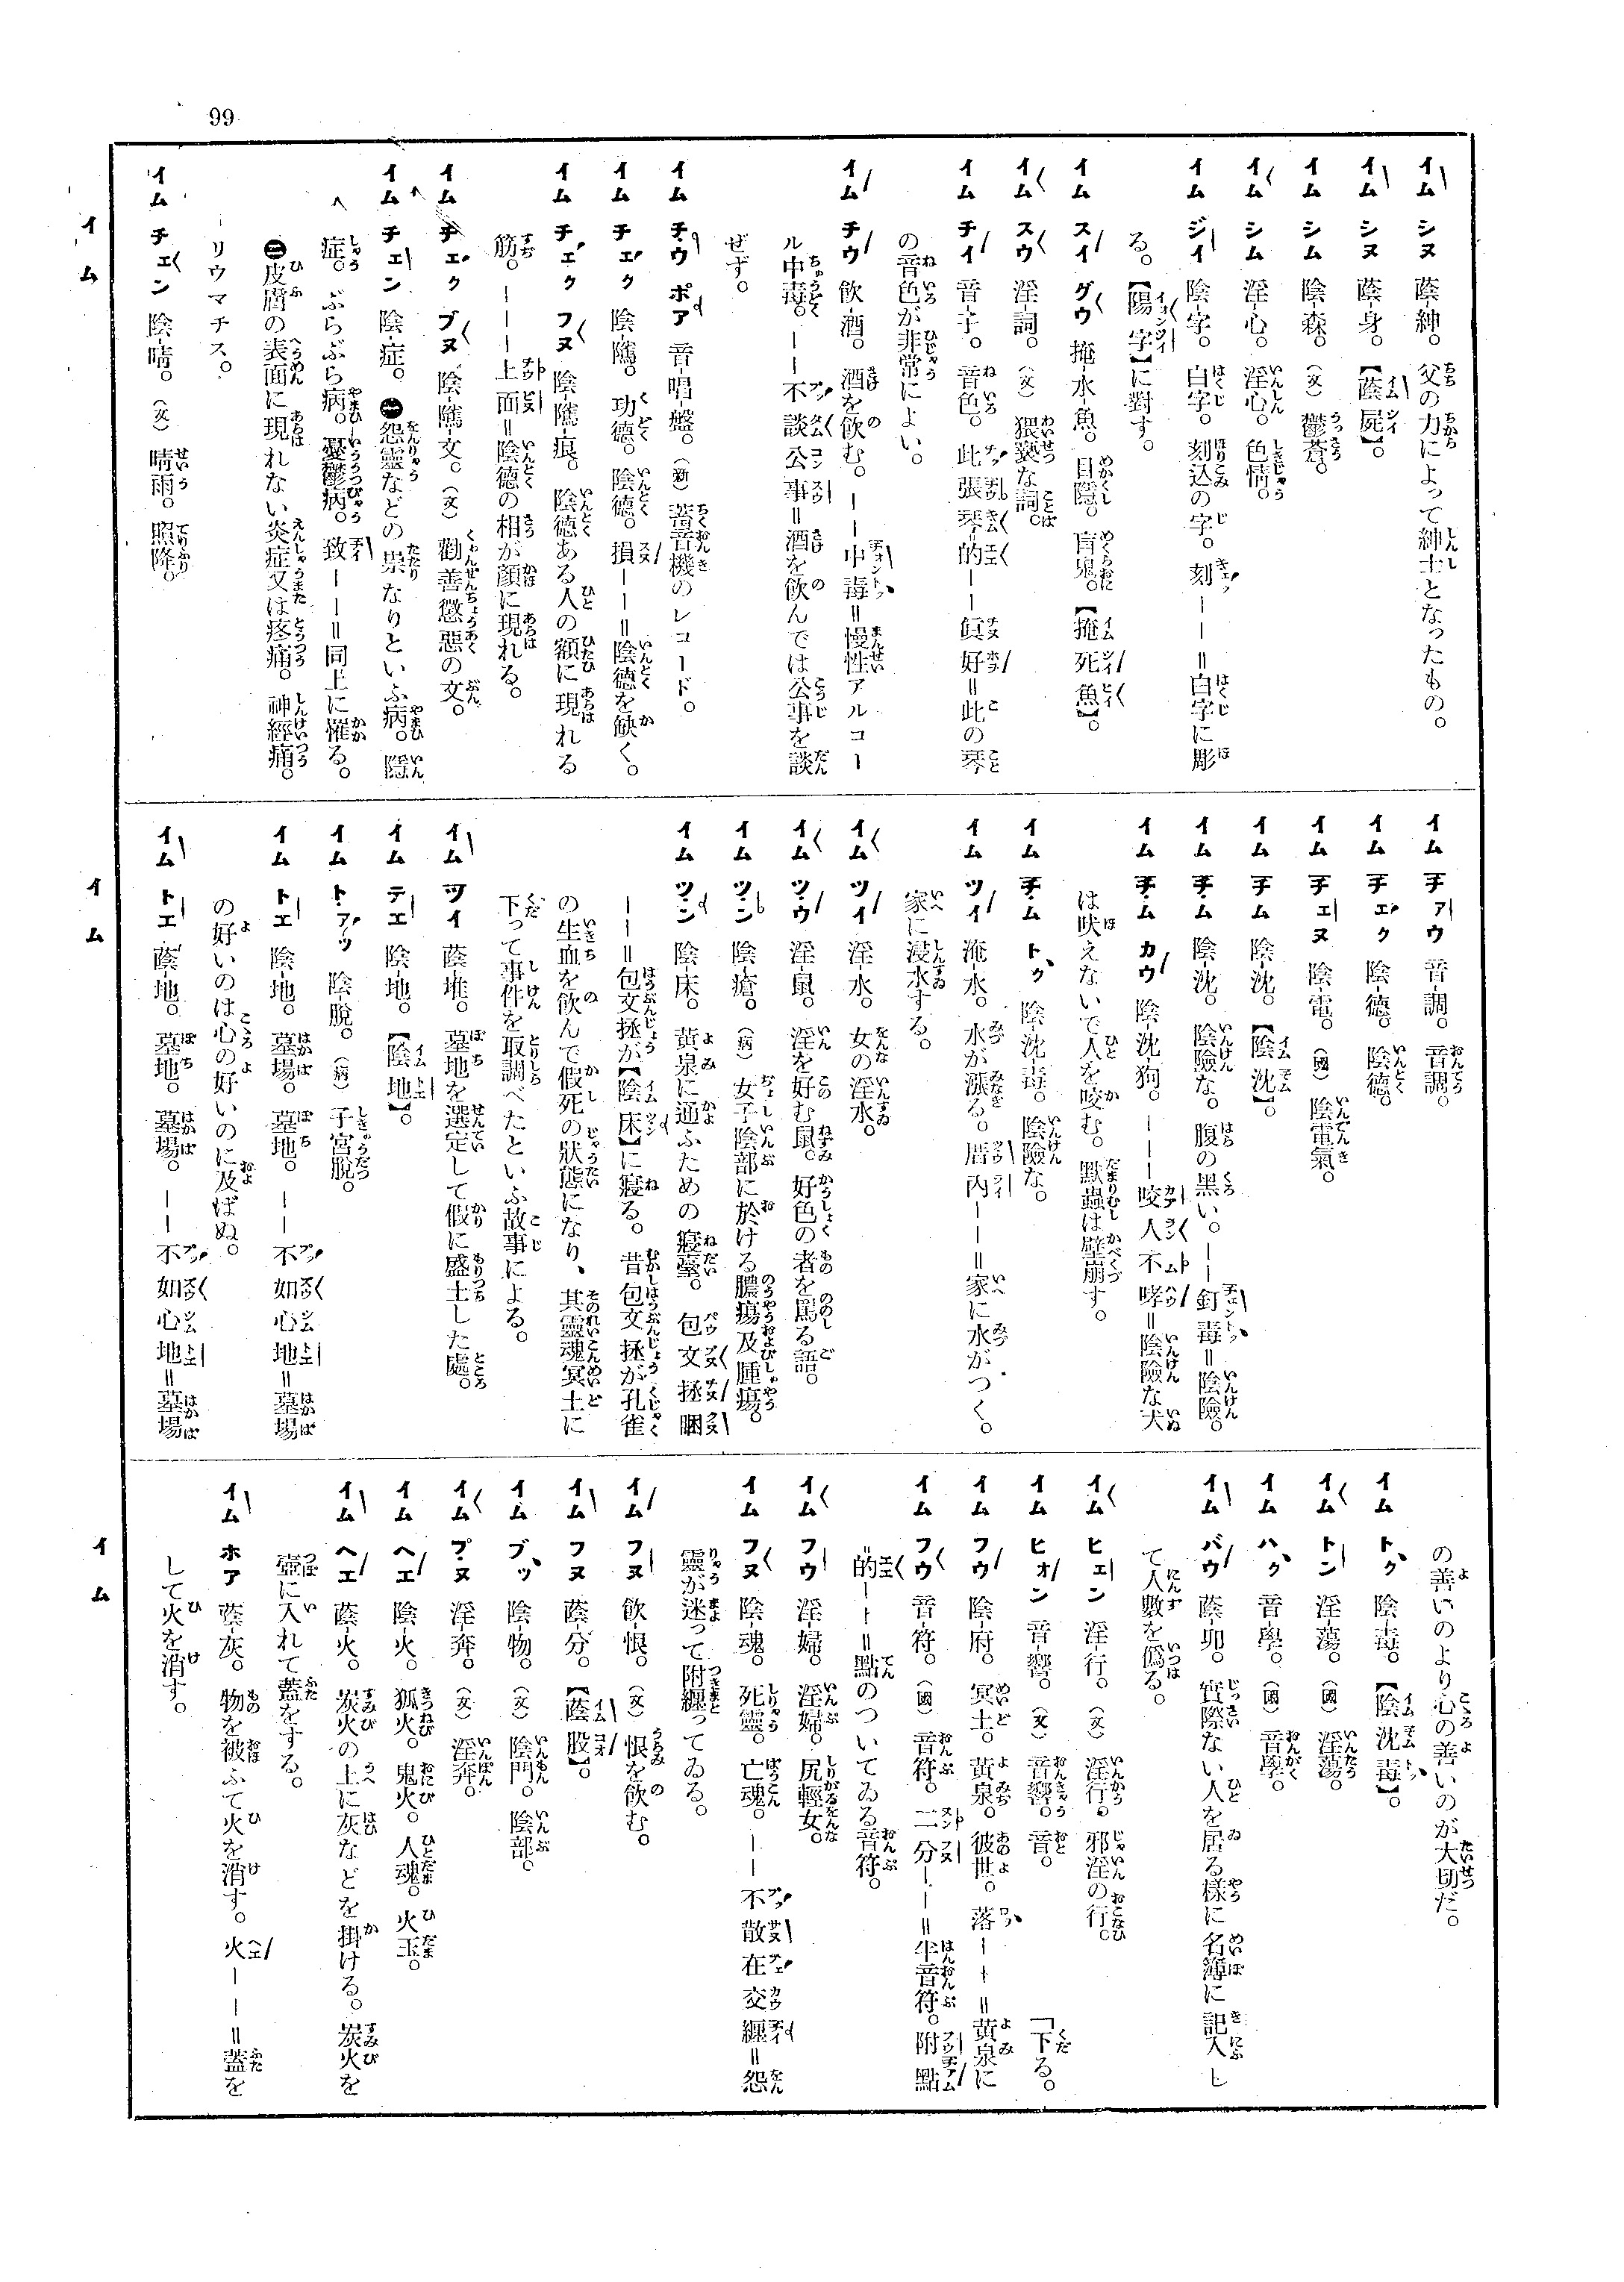 99
イム シヌ 蔭-紳。 父の力によって紳士となったもの。
イム シヌ 蔭-身。 【蔭屍】。
イム シム 陰-森。 （文） 鬱蒼。
イム シム 淫-心。 淫心。色情。
イム ジイ 陰-字。 白字。刻込の字。刻ーー＝白字に彫
る。【陽字】に對す。
イム スイ グウ 掩-水-魚。 目隱。盲鬼。【掩死魚】。
イム スウ 淫-詞。 （文） 猥褻な詞。
イム チイ 音-子。 音色。此張琴的ーー眞好＝此の琴
の音色が非常によい。
イム チウ 飮-酒。 酒を飮む。ーー中毒＝慢性アルコー
ル中毒。ーー不談公事＝酒を飮んでは公事を談
ぜず。
イム チウ ポア 音-唱-盤。（新） 蓄音機のレコード。
イム チェク 陰-隲。 功德。陰德。損ーー＝陰德を缺く。
イム チェク フヌ 陰-隲-痕。 陰德ある人の額に現れる
筋。ーーー上面＝陰德の相が顏に現れる。
イム チェク ブヌ 陰-隲-文。（文） 勸善懲惡の文。
イム チェン 陰-症。 ㊀怨靈などの祟なりといふ病。隱
症。ぶらぶら病。憂鬱病。致ーー＝同上に罹る。
㊁皮膚の表面に現れない炎症又は疼痛。神經痛。
リウマチス。
イム チェン 陰-晴。（文） 晴雨。照降。
イム
イム チァウ 音-調。 音調。
イム チェク 陰-德。 陰德。
イム チェヌ 陰-電。（國） 陰電氣。
イム チム 陰-沈。 【陰沈】。
イム チム 陰-沈。 陰險な。腹の黑い。ーー釘毒＝陰險。
イム チム カウ 陰-沈-狗。 ーーー咬人不哮＝陰險な犬
は吠えないで人を咬む。默蟲は壁崩す。
イム チム トク 陰-沈-毒。 陰險な。
イム ツイ 淹-水。 水が漲る。厝內ーー＝家に水がつく。
家に浸水する。
イム ツイ 淫-水。 女の淫水。
イム ツウ 淫-鼠。 淫を好む鼠。好色の者を罵る語。
イム ツン 陰-瘡。（病） 女子陰部に於ける膿瘍及腫瘍。
イム ツン 陰-床。 黃泉に通ふための寢臺。包文拯睏
ーー＝包文拯が【陰床】に寢る。昔包文拯が孔雀
の生血を飮んで假死の狀態になり、其靈魂冥土に
下って事件を取調べたといふ故事による。
イム ツイ 蔭-堆。 墓地を選定して假に盛土した處。
イム テエ 陰-地。 【陰地】。
イム トァッ 陰-脫。（病） 子宮脫。
イム トエ 陰-地。 墓場。墓地。ーー不如心地＝墓場
の好いのは心の好いのに及ばぬ。
イム トエ 蔭-地。 墓地。墓場。ーー不如心地＝墓場
イム
の善いのより心の善いのが大切だ。
イム トク 陰-毒。 【陰沈毒】。
イム トン 淫-蕩。（國） 淫蕩。
イム ハク 音-學。（國） 音學。
イム バウ 蔭-卯。 實際ない人を居る樣に名簿に記入し
て人數を僞る。
イム ヒェン 淫-行。（文） 淫行。邪淫の行。
イム ヒォン 音-響。（文） 音響。音。 「下る。
イム フウ 陰-府。 冥土。黃泉。彼世。落ーー＝黃泉に
イム フウ 音-符。（國） 音符。二分ーー＝半音符。附點
的ーー＝點のついてゐる音符。
イム フウ 淫-婦。 淫婦。尻輕女。
イム フヌ 陰-魂。 死靈。亡魂。ーー不散在交纏＝怨
靈が迷って附纏ってゐる。
イム フヌ 飮-恨。（文） 恨を飮む。
イム フヌ 蔭-分。 【蔭股】。
イム ブッ 陰-物。（文） 陰門。陰部。
イム プヌ 淫-奔。（文） 淫奔。
イム ヘエ 陰-火。 狐火。鬼火。人魂。火玉。
イム ヘエ 蔭-火。 炭火の上に灰などを掛ける。炭火を
壺に入れて蓋をする。
イム ホア 蔭-灰。 物を被ふて火を消す。火ーー＝蓋を
して火を消す。
イム